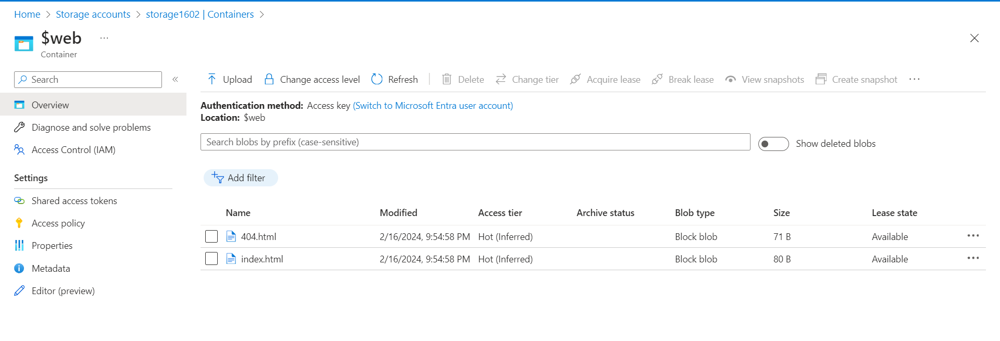 Home > Storage accounts > storage1602 | Containers >
$web ...
Container
Search «
Overview
Diagnose and solve problems
Access Control (IAM)
Settings
Shared access tokens
Access policy
Properties
Metadata
Editor (preview)
Upload Change access level Refresh Delete Change tier Acquire lease Break lease View snapshots Create snapshot ...
Authentication method: Access key (Switch to Microsoft Entra user account)
Location: $web
Search blobs by prefix (case-sensitive) Show deleted blobs
Add filter
Name Modified Access tier Archive status Blob type Size Lease state
404.html 2/16/2024, 9:54:58 PM Hot (Inferred) Block blob 71 B Available ...
index.html 2/16/2024, 9:54:58 PM Hot (Inferred) Block blob 80 B Available ...